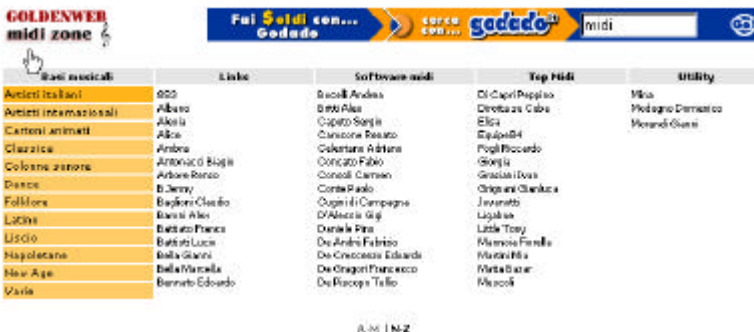 GOLDENWEB
midi zone
Fai $oldi con...
Godado
cerca
con...
godado
midi
Basi musicali
Links
Software midi
Top Midi
Utility
Artisti italiani
Artisti internazionali
Cartoni animati
Classica
Colonne sonore
Dance
Folklore
Latina
Liscio
Napoletane
New Age
Varie
883
Albano
Alexia
Alice
Ambra
Antonacci Biagio
Arbore Renzo
B.Jenny
Baglioni Claudio
Baroni Alex
Battiato Franco
Battisti Lucio
Bella Gianni
Bella Marcella
Bennato Edoardo
Bocelli Andrea
Britti Alex
Caputo Sergio
Carosone Renato
Celentano Adriano
Concato Fabio
Consoli Carmen
Conte Paolo
Cugini di Campagna
D'Alessio Gigi
Daniele Pino
De Andrè Fabrizio
De Crescenzo Edoardo
De Gregori Francesco
De Piscopo Tullio
Di Capri Peppino
Dirotta su Cuba
Elisa
Equipe84
Fogli Riccardo
Giorgia
Graziani Ivan
Grignani Gianluca
Jovanotti
Ligabue
Little Tony
Mannoia Fiorella
Martini Mia
Matia Bazar
Mina
Modugno Domenico
Morandi Gianni
A-M | N-Z